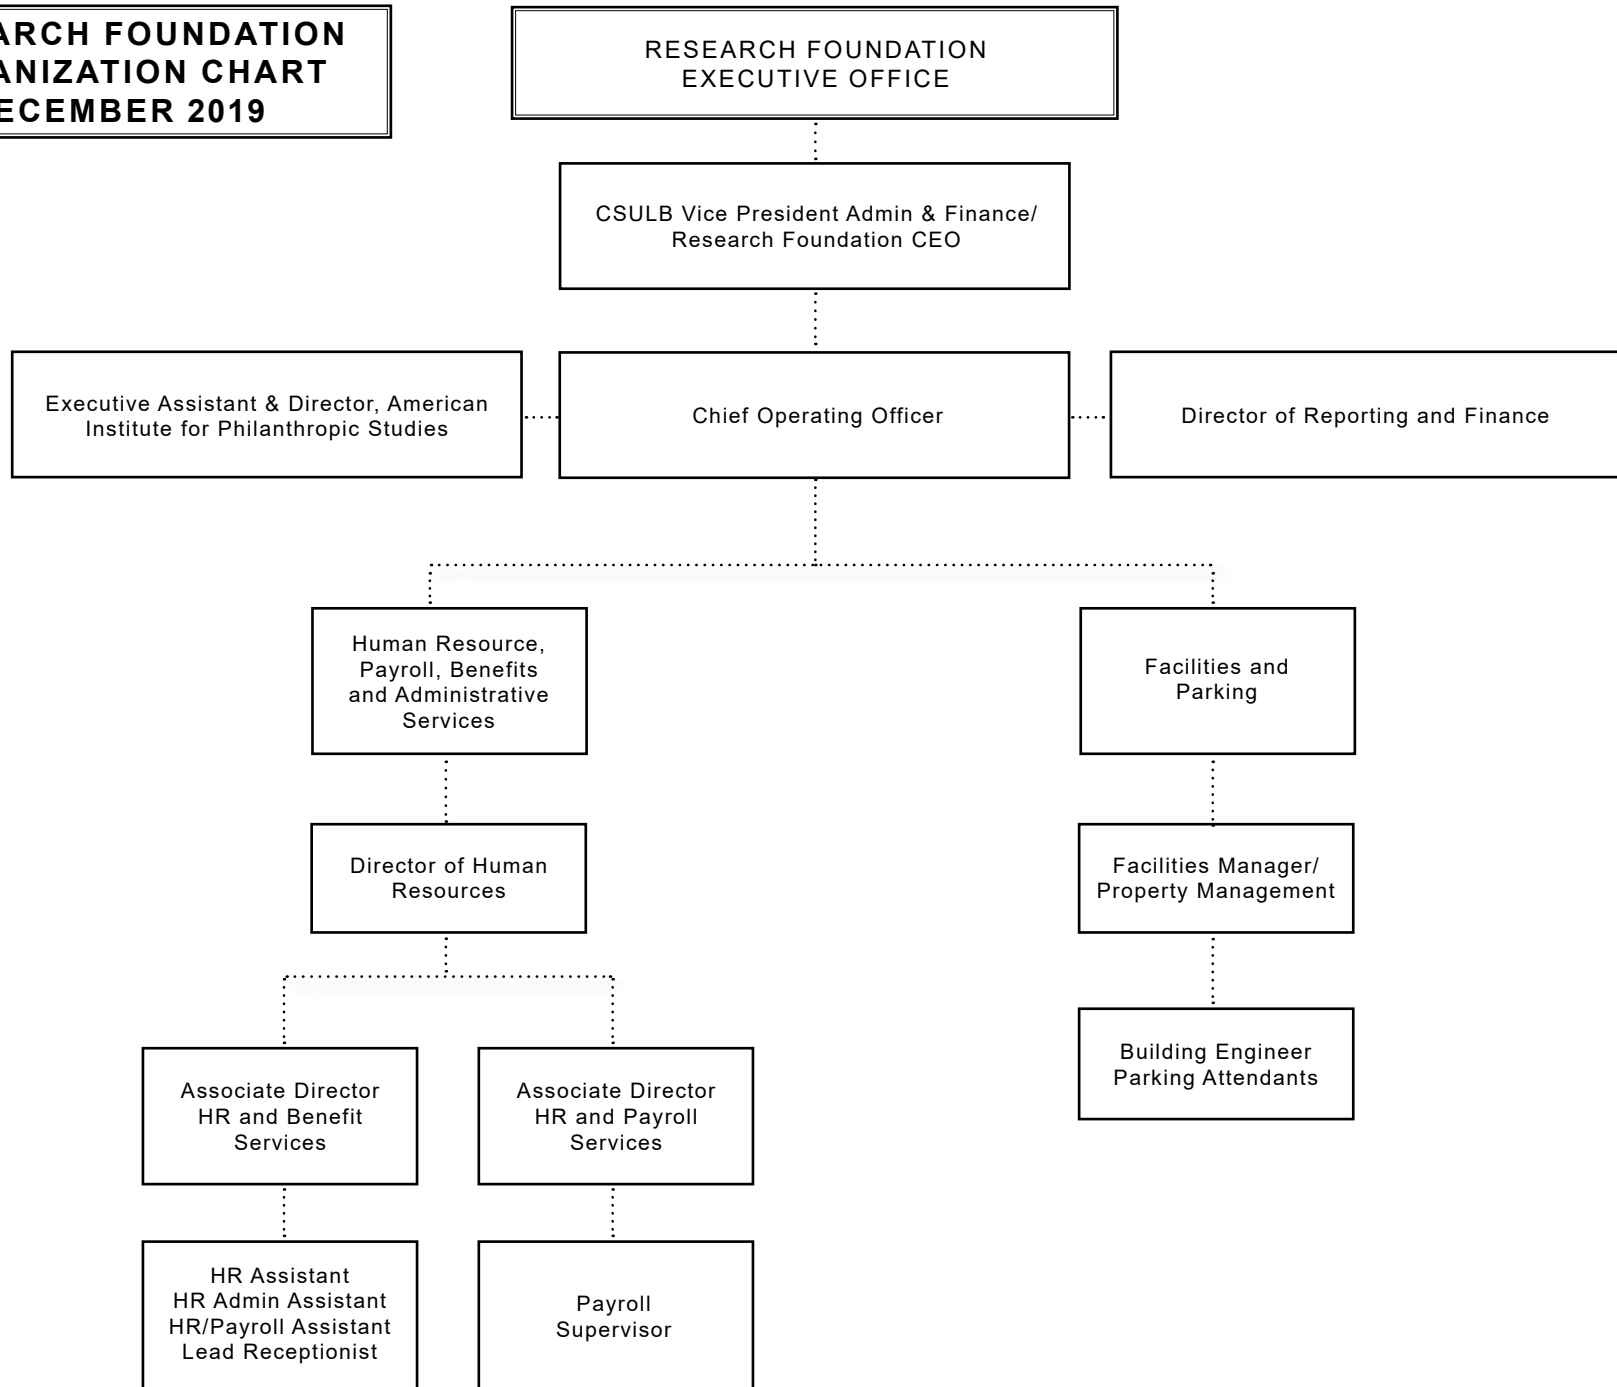 ARCH FOUNDATION
ANIZATION CHART
ECEMBER 2019
RESEARCH FOUNDATION
EXECUTIVE OFFICE
CSULB Vice President Admin & Finance/
Research Foundation CEO
Executive Assistant & Director, American
Institute for Philanthropic Studies
Chief Operating Officer
Director of Reporting and Finance
Human Resource,
Payroll, Benefits
and Administrative
Services
Facilities and
Parking
Director of Human
Resources
Facilities Manager/
Property Management
Building Engineer
Parking Attendants
Associate Director
HR and Benefit
Services
Associate Director
HR and Payroll
Services
HR Assistant
HR Admin Assistant
HR/Payroll Assistant
Lead Receptionist
Payroll
Supervisor